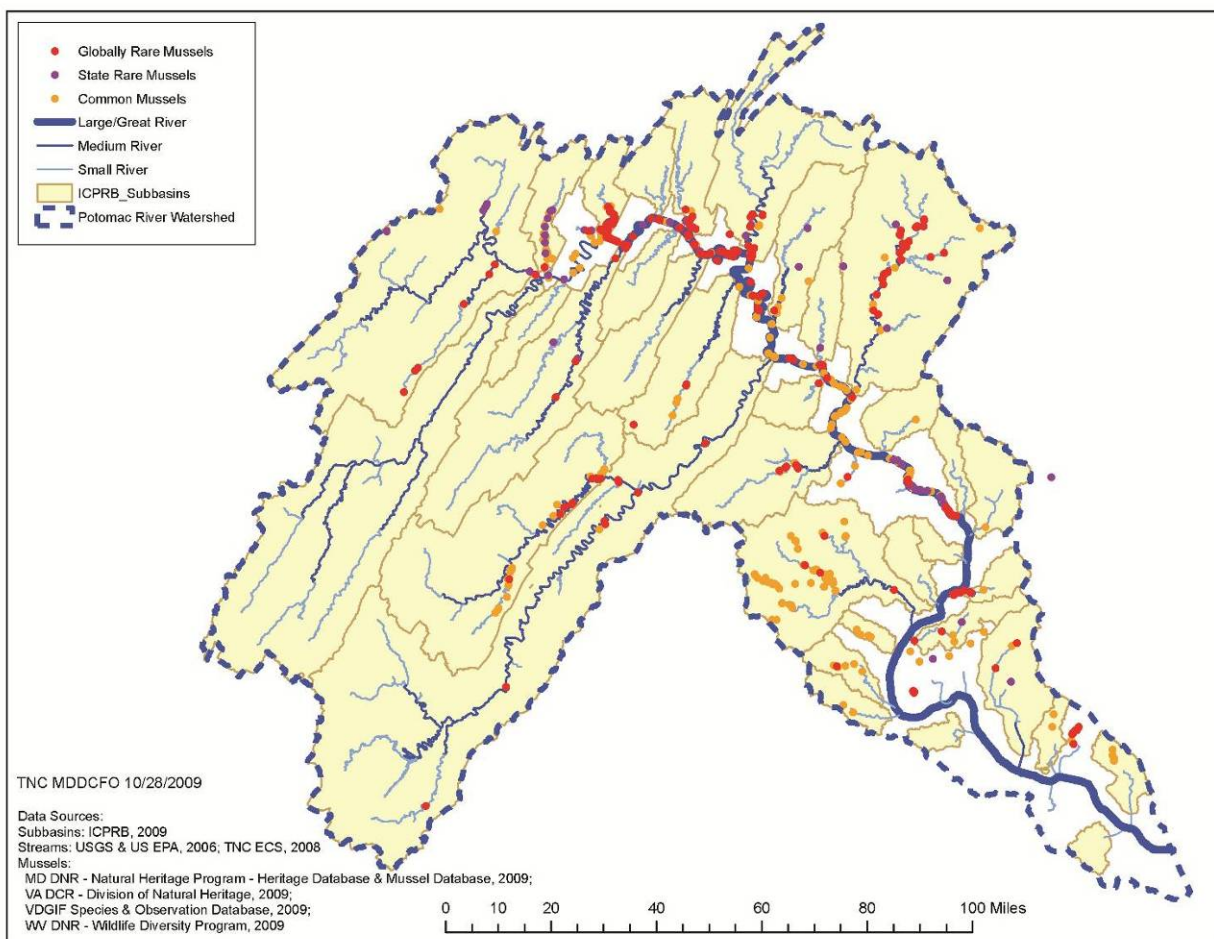 Globally Rare Mussels
State Rare Mussels
Common Mussels
Large/Great River
Medium River
Small River
ICPRB_Subbasins
Potomac River Watershed
TNC MDDCFO 10/28/2009
Data Sources:
Subbasins: ICPRB, 2009
Streams: USGS & US EPA, 2006; TNC ECS, 2008
Mussels:
MD DNR - Natural Heritage Program - Heritage Database & Mussel Database, 2009;
VA DCR - Division of Natural Heritage, 2009;
VDGIF Species & Observation Database, 2009;
WV DNR - Wildlife Diversity Program, 2009
0 10 20 40 60 80 100 Miles